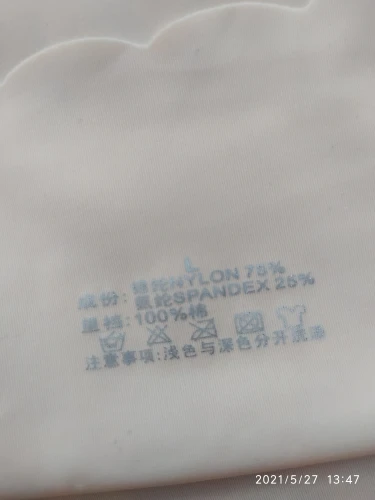 L
成份: 锦纶NYLON 75%
氨纶SPANDEX 25%
里裆: 100%棉
注意事项:浅色与深色分开洗涤
2021/5/27 13:47